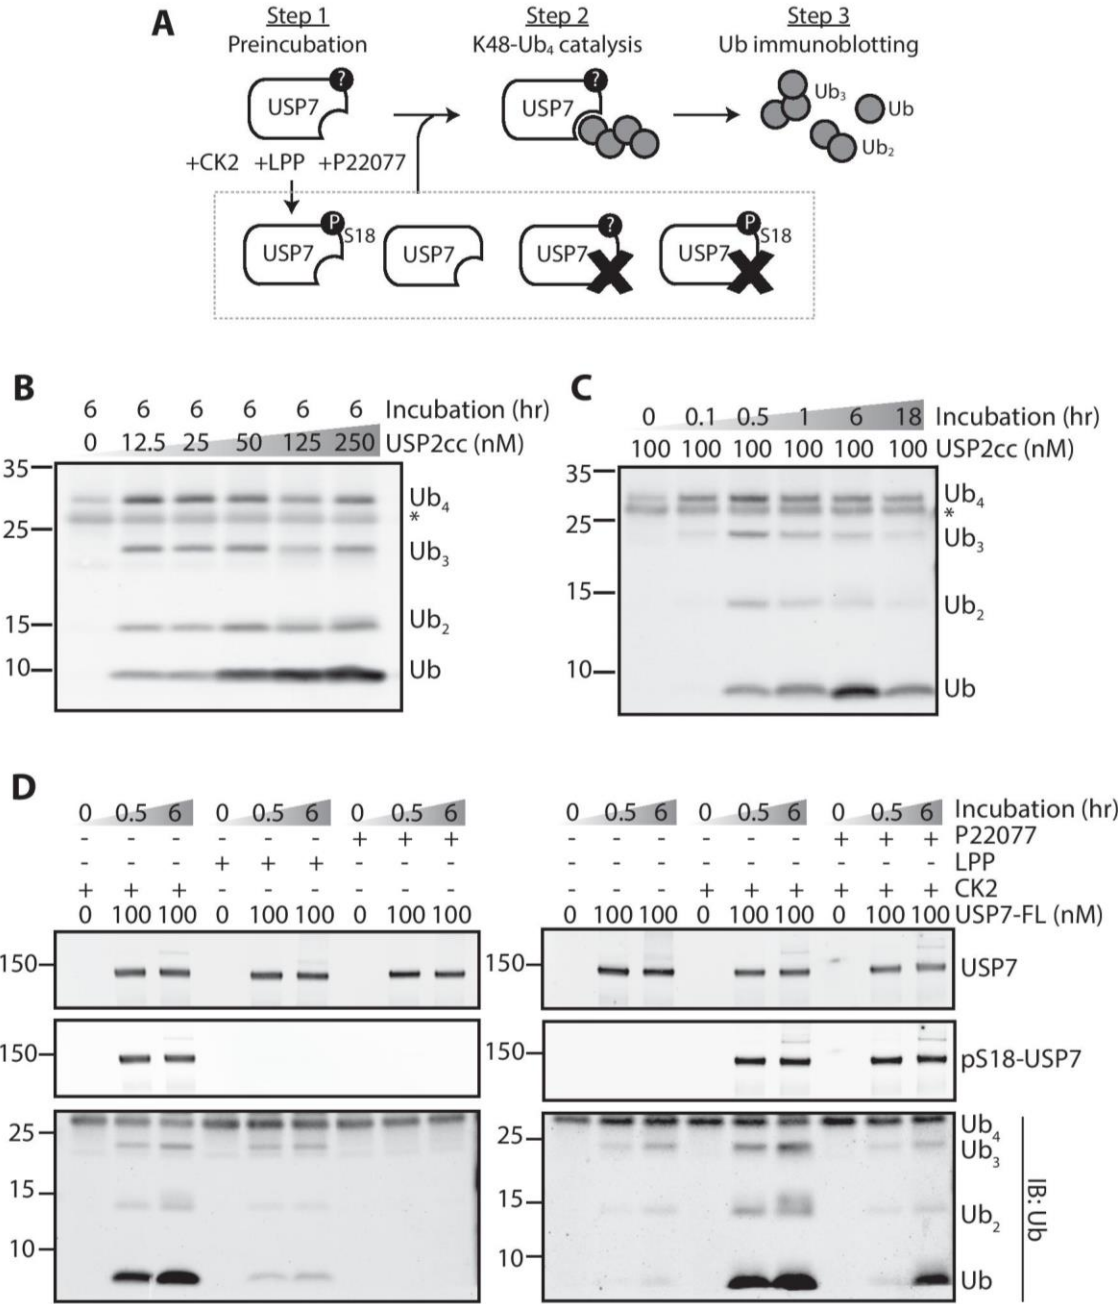 A
Step 1
Preincubation
Step 2
K48-Ub4 catalysis
Step 3
Ub immunoblotting
?
USP7
+CK2 +LPP +P22077
?
USP7
Ub3
Ub
Ub2
P
S18
USP7
USP7
?
USP7
P
S18
USP7
B
6 6 6 6 6 6 Incubation (hr)
0 12.5 25 50 125 250 USP2cc (nM)
35
25
15
10
Ub4
*
Ub3
Ub2
Ub
C
0 0.1 0.5 1 6 18 Incubation (hr)
100 100 100 100 100 100 USP2cc (nM)
35
25
15
10
Ub4
*
Ub3
Ub2
Ub
D
0 0.5 6 0 0.5 6 0 0.5 6 0 0.5 6 0 0.5 6 0 0.5 6 Incubation (hr)
- - - - - - + + + - - - - - - + + + P22077
- - - + + + - - - - - - - - - - - - LPP
+ + + - - - - - - - - - + + + + + + CK2
0 100 100 0 100 100 0 100 100 0 100 100 0 100 100 0 100 100 USP7-FL (nM)
150 150 USP7
150 150 pS18-USP7
25
15
10
25
15
10
Ub4
Ub3
Ub2
Ub
IB: Ub